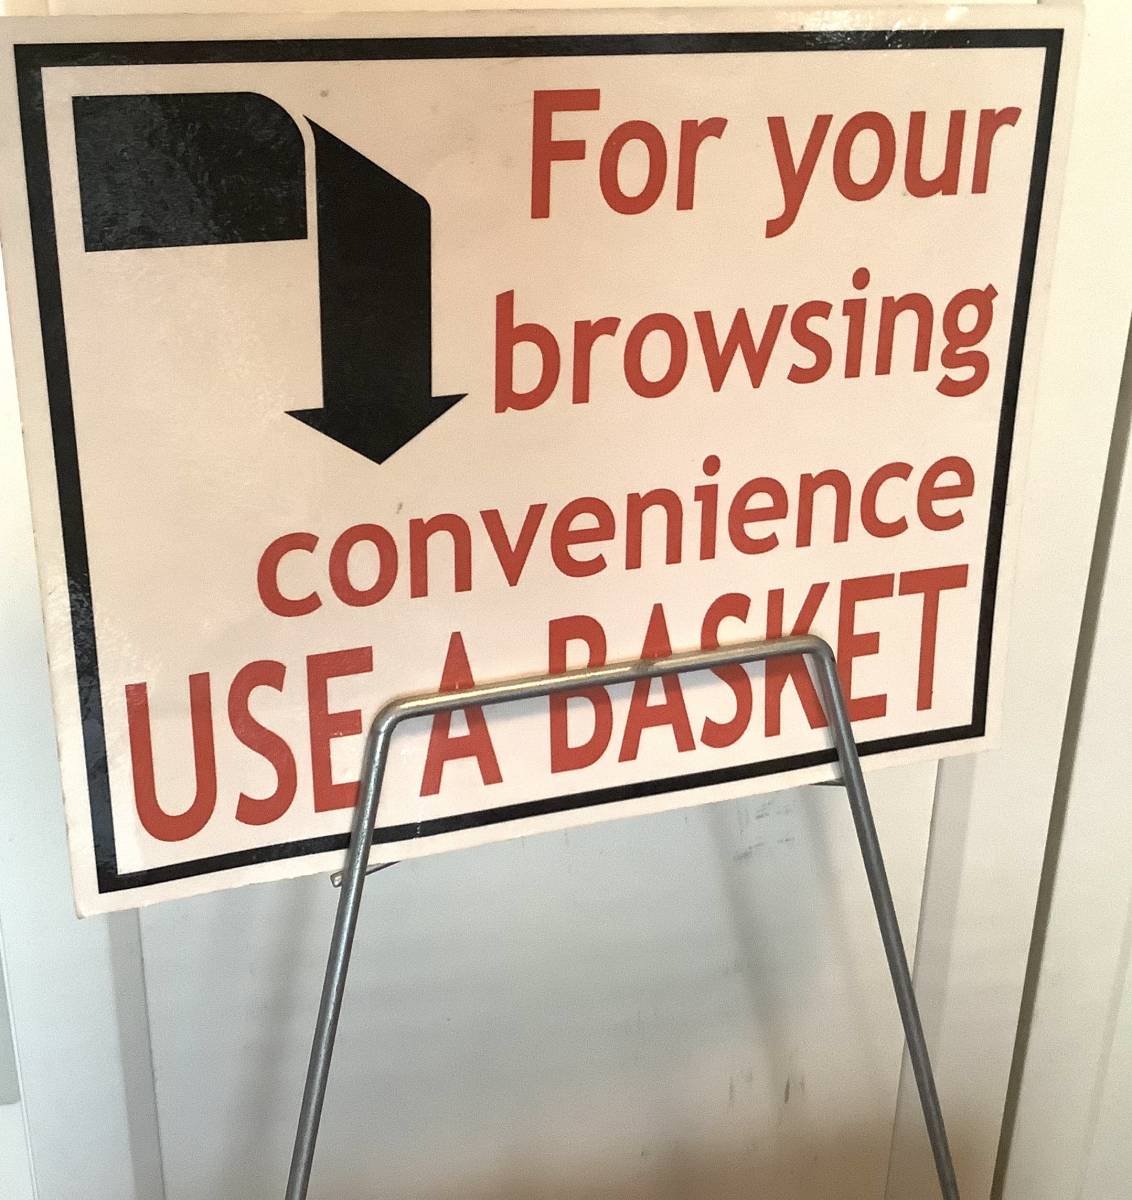 For your
browsing
convenience
USE A BASKET